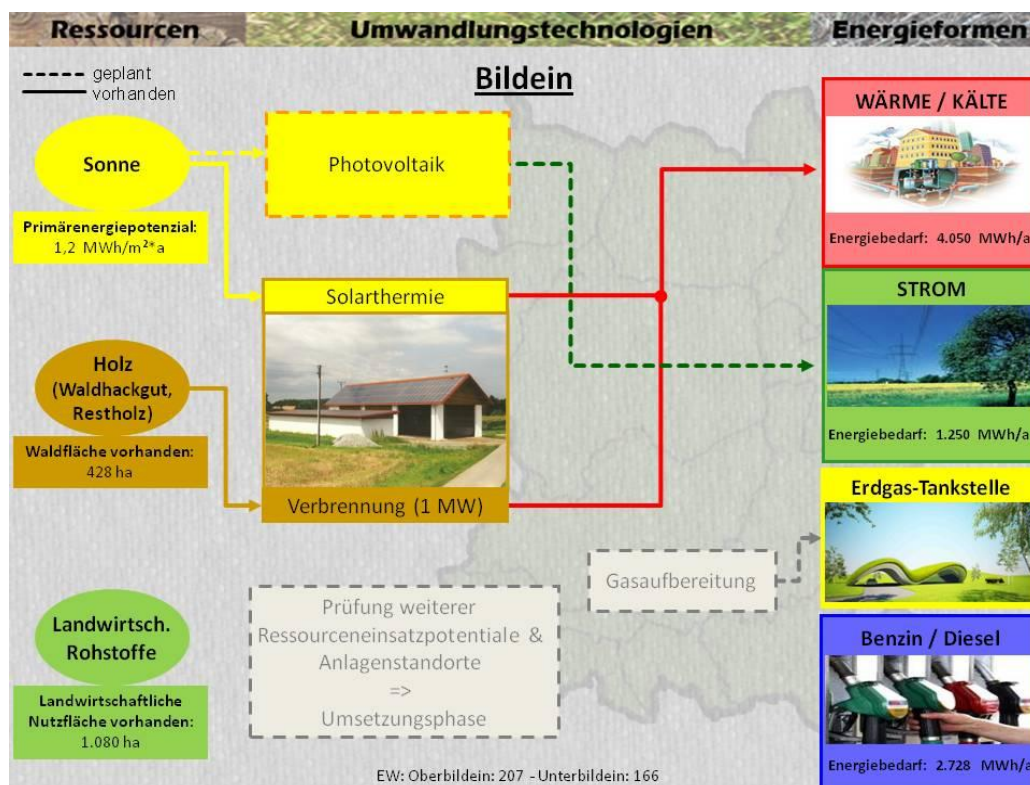 Ressourcen
Umwandlungstechnologien
Energieformen
geplant
vorhanden
Bildein
Sonne
Primärenergiepotenzial:
1,2 MWh/m²*a
Photovoltaik
WÄRME / KÄLTE
Energiebedarf: 4.050 MWh/a
Solarthermie
STROM
Energiebedarf: 1.250 MWh/a
Holz
(Waldhackgut,
Restholz)
Waldfläche vorhanden:
428 ha
Verbrennung (1 MW)
Erdgas-Tankstelle
Gasaufbereitung
Landwirtsch.
Rohstoffe
Landwirtschaftliche
Nutzfläche vorhanden:
1.080 ha
Prüfung weiterer
Ressourceneinsatzpotentiale &
Anlagenstandorte
=>
Umsetzungsphase
Benzin / Diesel
Energiebedarf: 2.728 MWh/a
EW: Oberbildein: 207 - Unterbildein: 166